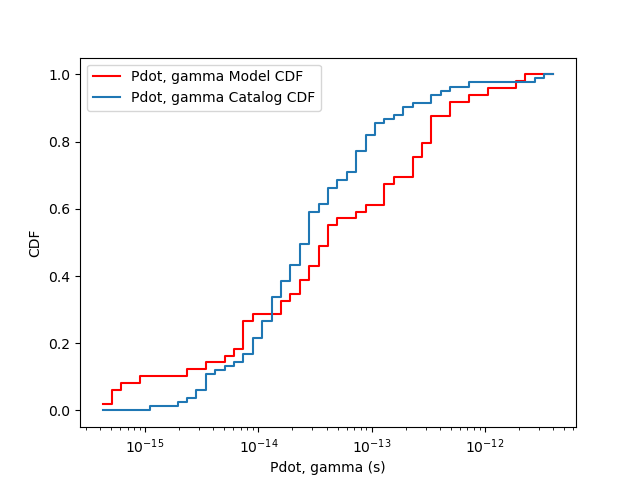 Pdot, gamma Model CDF
Pdot, gamma Catalog CDF
1.0
0.8
0.6
0.4
0.2
0.0
CDF
10⁻¹⁵ 10⁻¹⁴ 10⁻¹³ 10⁻¹²
Pdot, gamma (s)